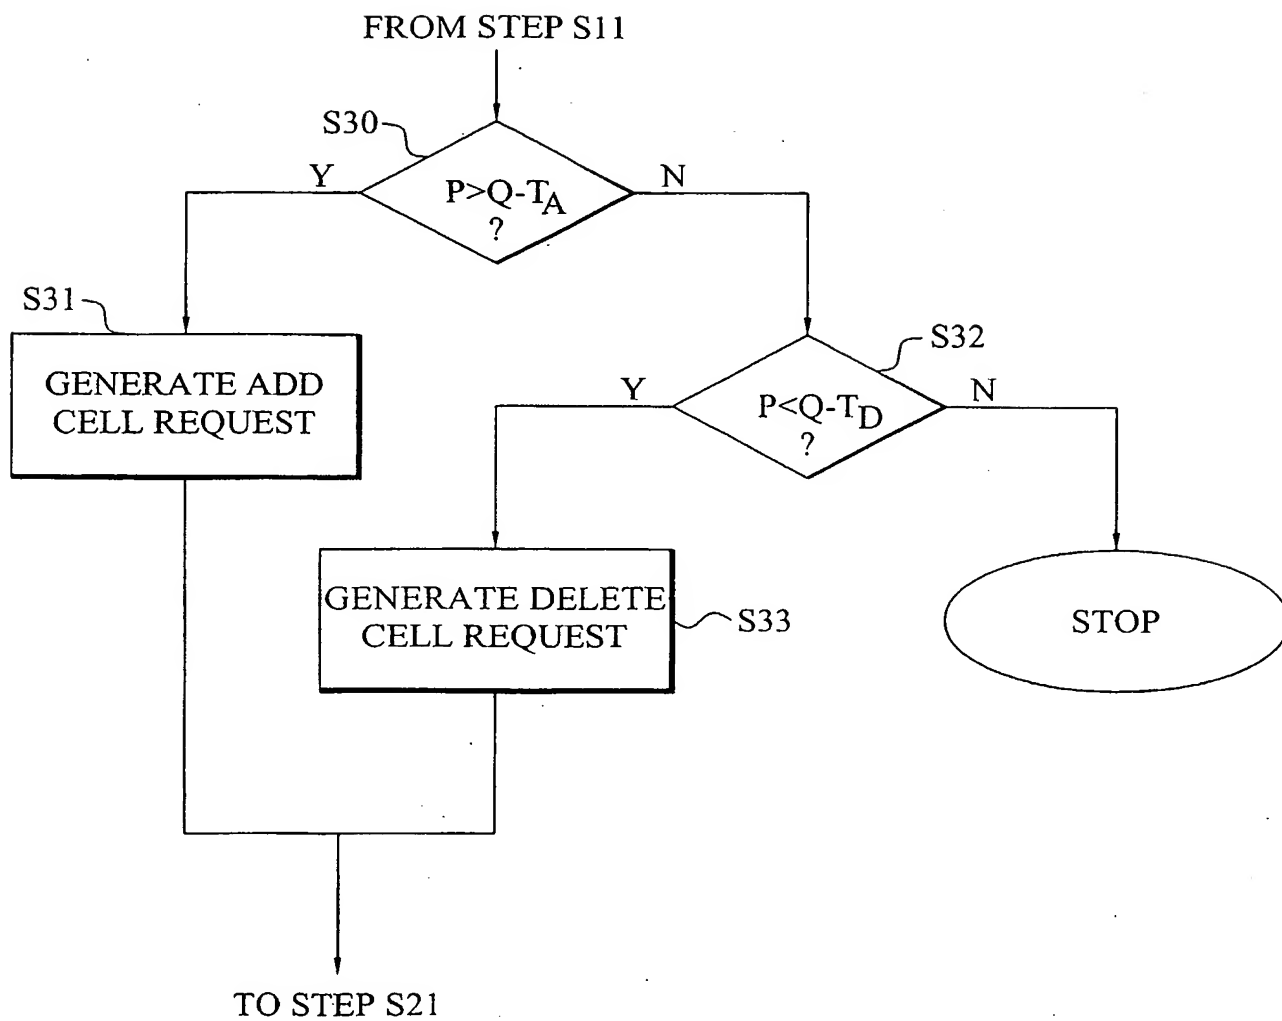 FROM STEP S11
S30
Y
N
P>Q-TA
?
S31
S32
GENERATE ADD
CELL REQUEST
Y
N
P<Q-TD
?
GENERATE DELETE
CELL REQUEST
S33
STOP
TO STEP S21